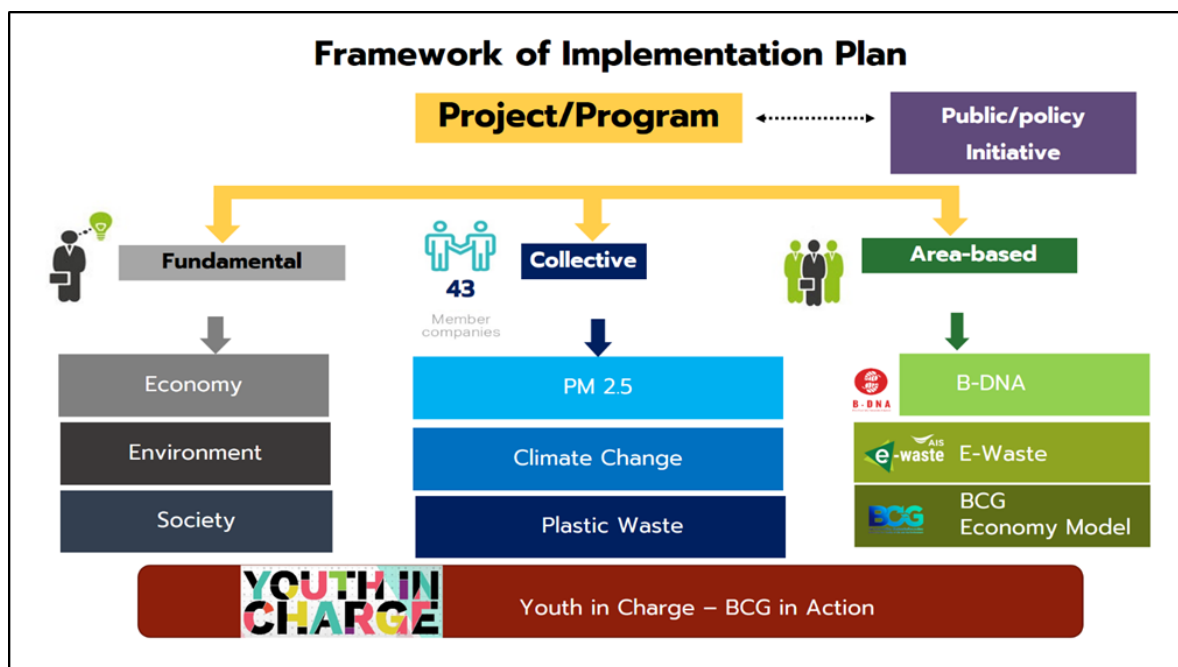 Framework of Implementation Plan
Project/Program
Public/policy
Initiative
Fundamental
43
Member
companies
Collective
Area-based
Economy
Environment
Society
PM 2.5
Climate Change
Plastic Waste
B-DNA
B-DNA
AIS
e-waste
E-Waste
BCG
BCG
Economy Model
YOUTH IN
CHARGE
Youth in Charge – BCG in Action